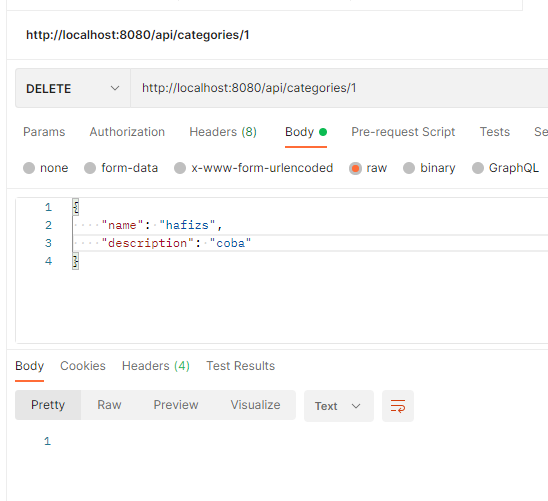 http://localhost:8080/api/categories/1
DELETE http://localhost:8080/api/categories/1
Params Authorization Headers (8) Body Pre-request Script Tests Se
none form-data x-www-form-urlencoded raw binary GraphQL
1 {
2 "name": "hafizs",
3 "description": "coba"
4 }
Body Cookies Headers (4) Test Results
Pretty Raw Preview Visualize Text
1